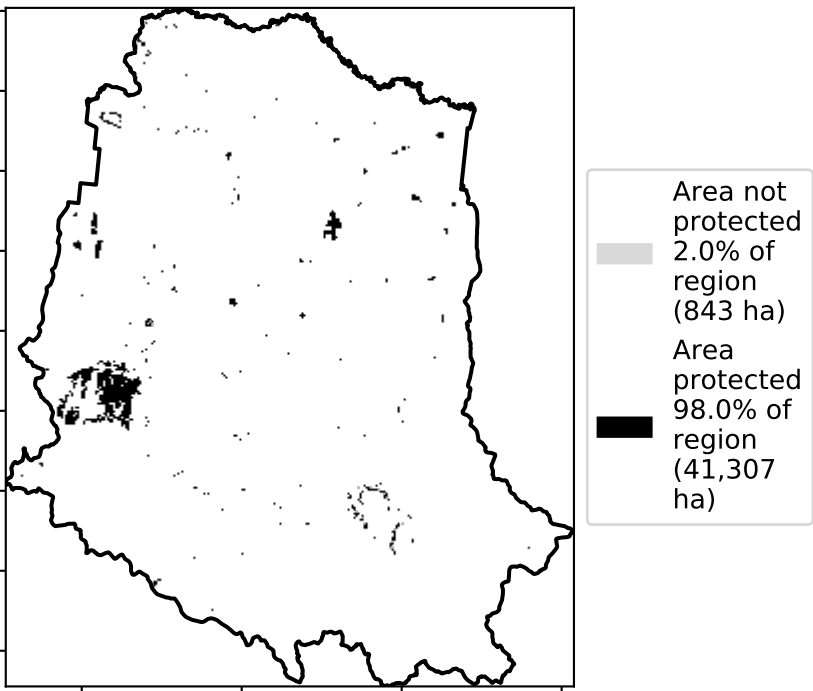 Area not
protected
2.0% of
region
(843 ha)
Area
protected
98.0% of
region
(41,307
ha)